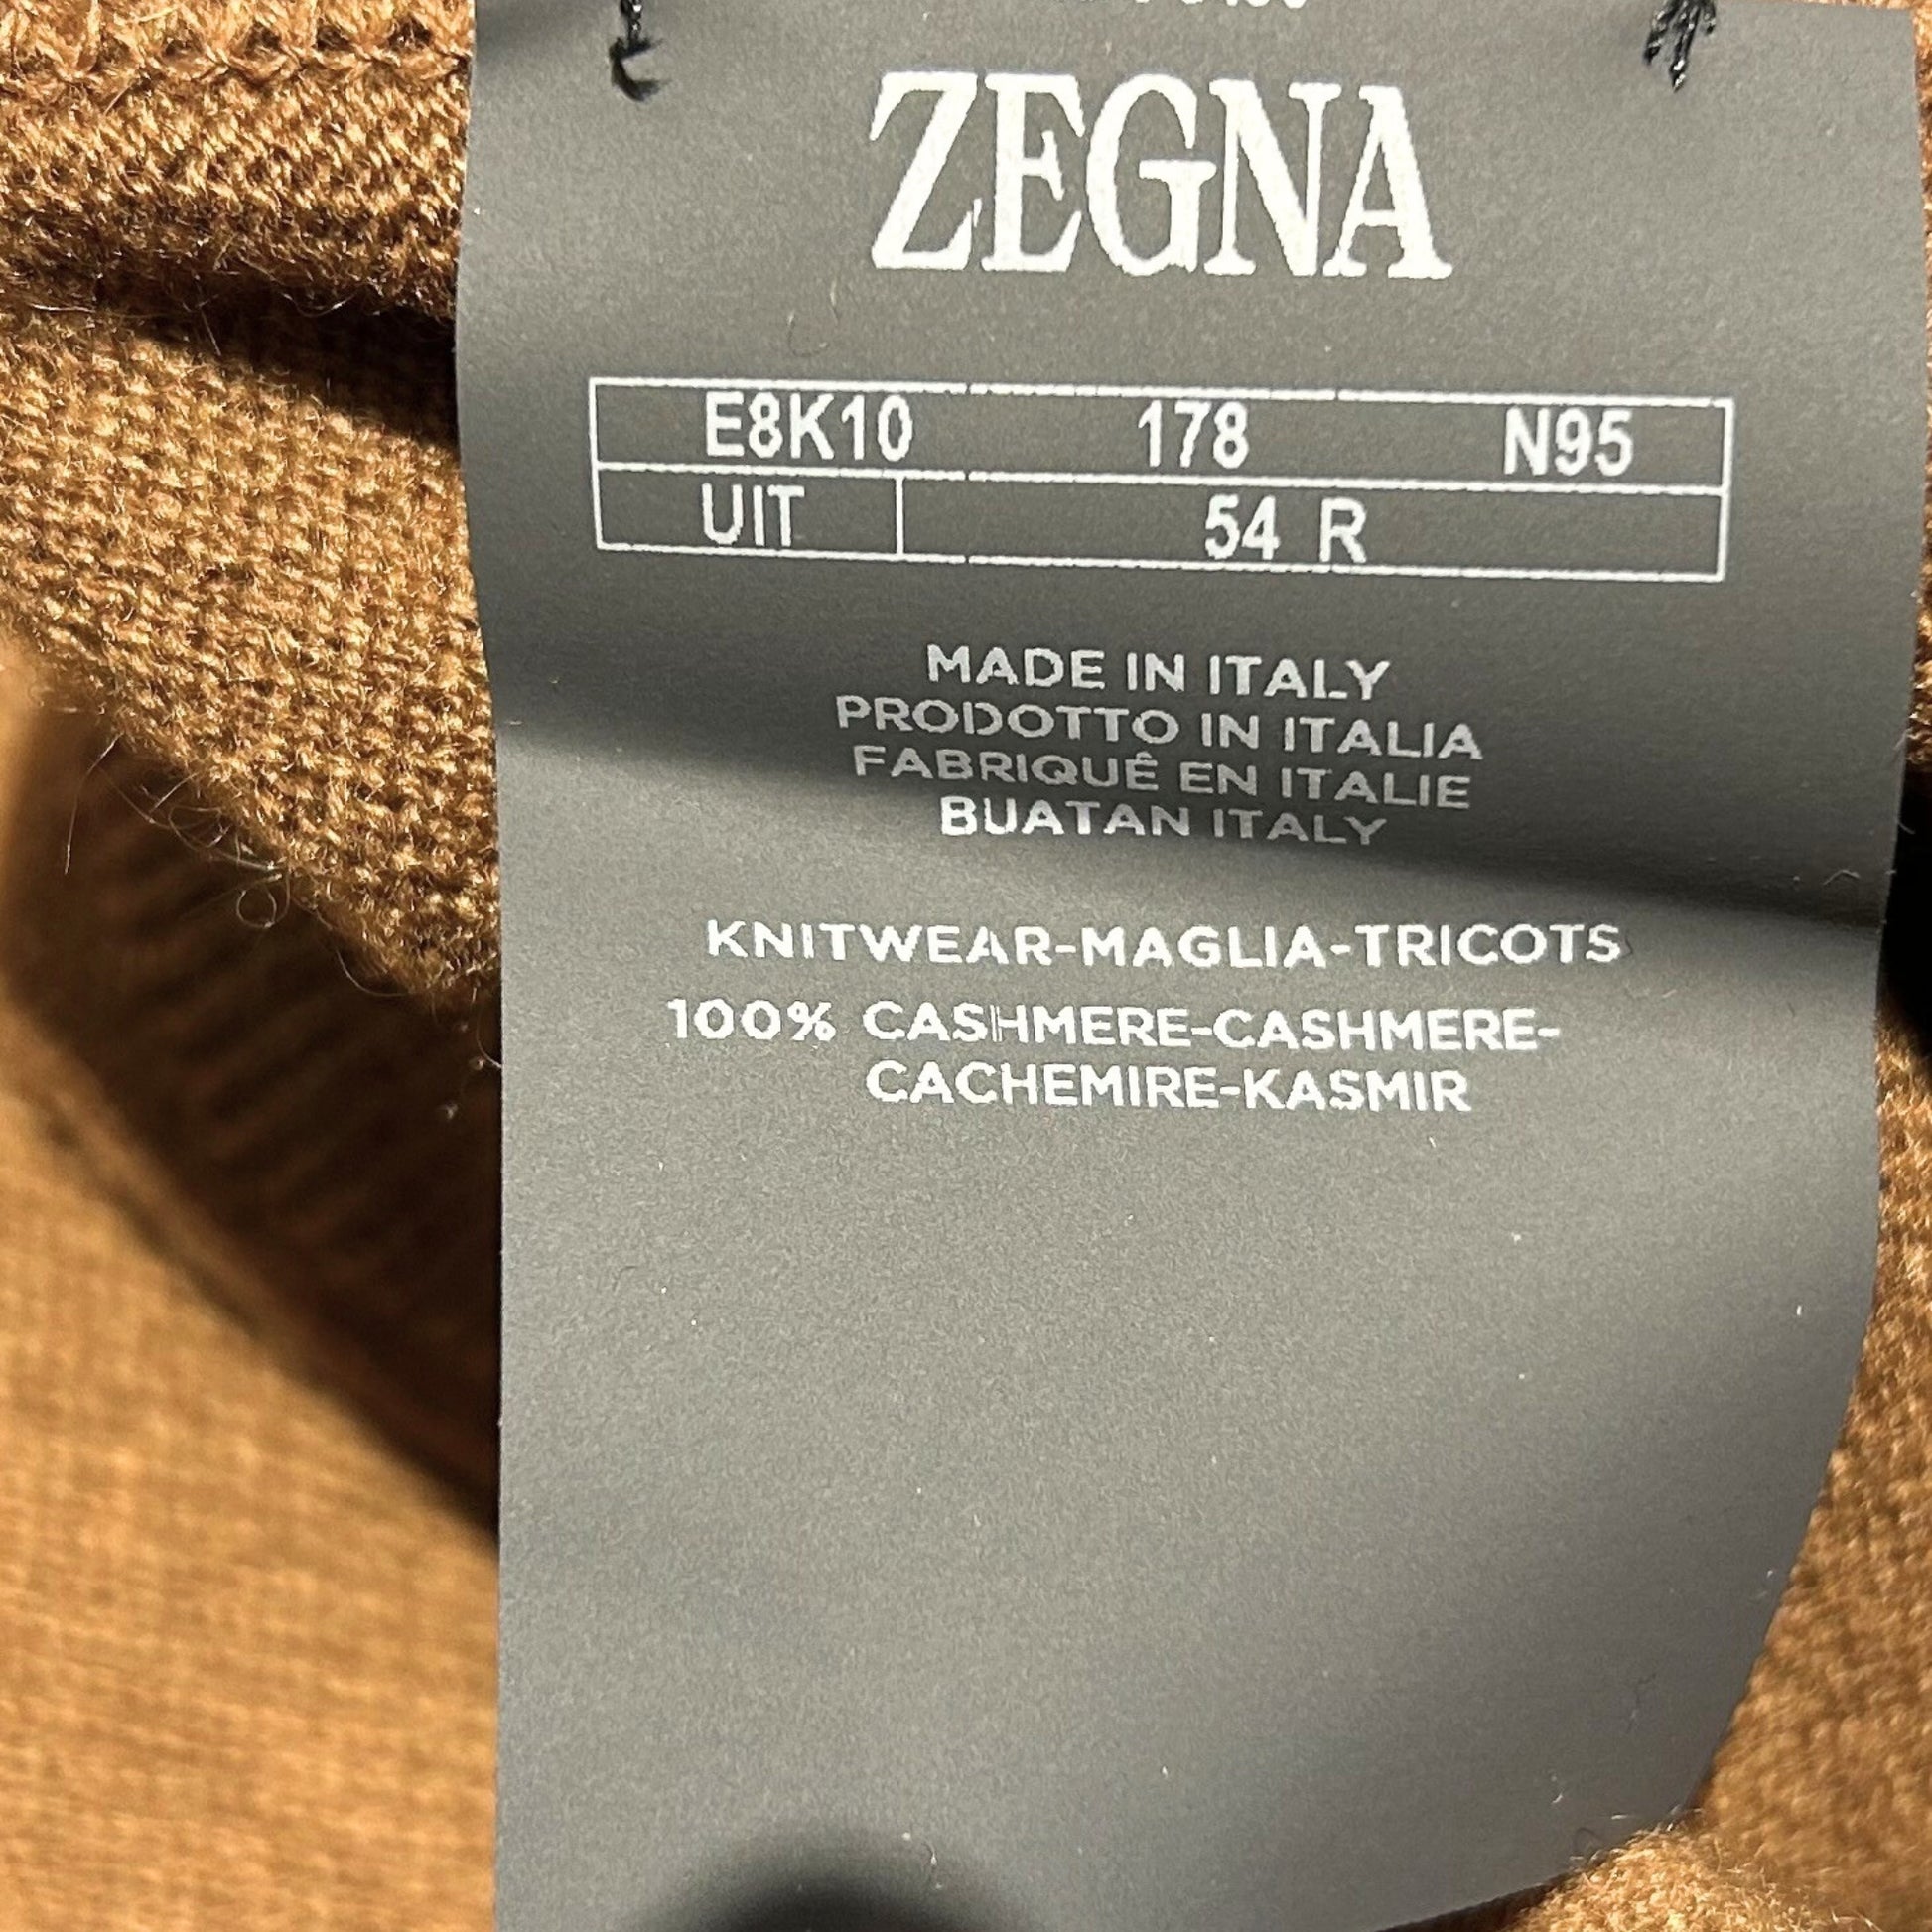 ZEGNA
E8K10 178 N95
UIT 54 R
MADE IN ITALY
PRODOTTO IN ITALIA
FABRIQUÉ EN ITALIE
BUATAN ITALY
KNITWEAR-MAGLIA-TRICOTS
100% CASHMERE-CASHMERE-
CACHEMIRE-KASMIR